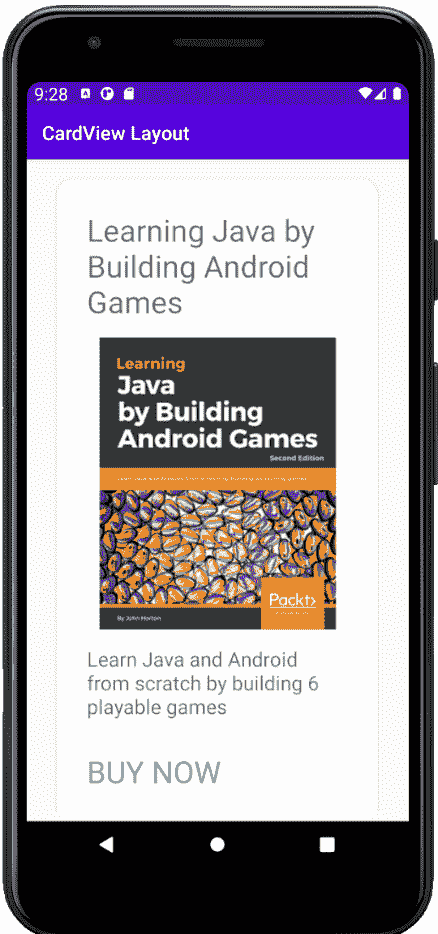 9:28
CardView Layout
Learning Java by
Building Android
Games
Learning
Java
by Building
Android Games
Second Edition
By John Horton
Packt>
Learn Java and Android
from scratch by building 6
playable games
BUY NOW